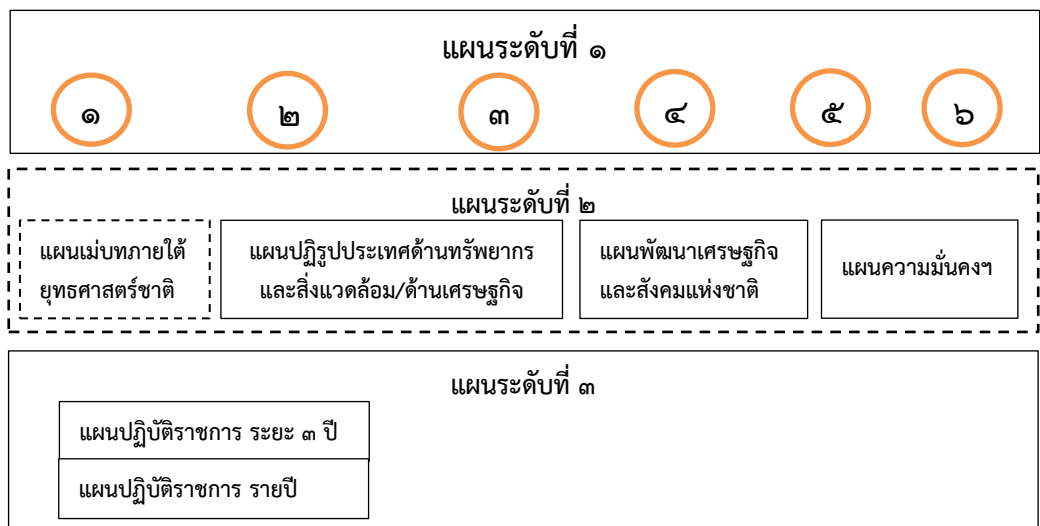 แผนระดับที่ ๑
๑ ๒ ๓ ๔ ๕ ๖
แผนระดับที่ ๒
แผนเม่บทภายใต้
ยุทธศาสตร์ชาติ
แผนปฏิรูปประเทศด้านทรัพยากร
และสิ่งแวดล้อม/ด้านเศรษฐกิจ
แผนพัฒนาเศรษฐกิจ
และสังคมแห่งชาติ
แผนความมั่นคงฯ
แผนระดับที่ ๓
แผนปฏิบัติราชการ ระยะ ๓ ปี
แผนปฏิบัติราชการ รายปี